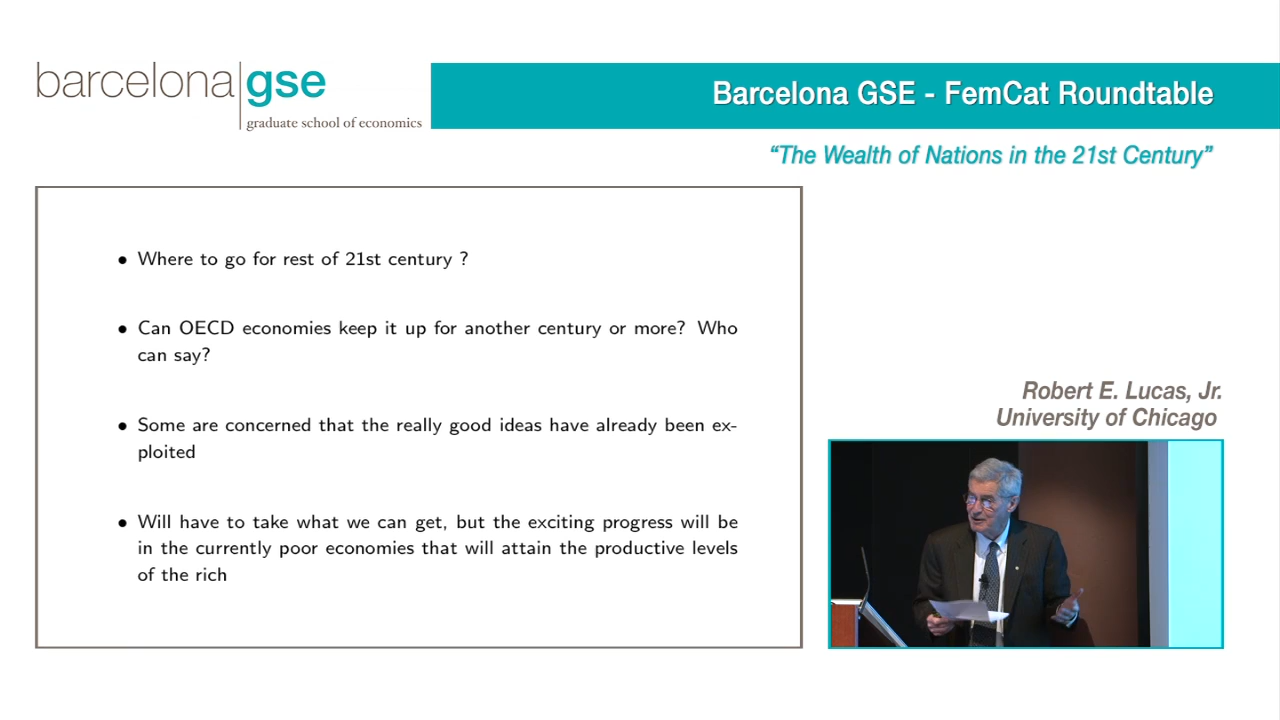 barcelona gse
graduate school of economics
Barcelona GSE - FemCat Roundtable
“The Wealth of Nations in the 21st Century”
• Where to go for rest of 21st century ?
• Can OECD economies keep it up for another century or more? Who
can say?
• Some are concerned that the really good ideas have already been ex-
ploited
• Will have to take what we can get, but the exciting progress will be
in the currently poor economies that will attain the productive levels
of the rich
Robert E. Lucas, Jr.
University of Chicago